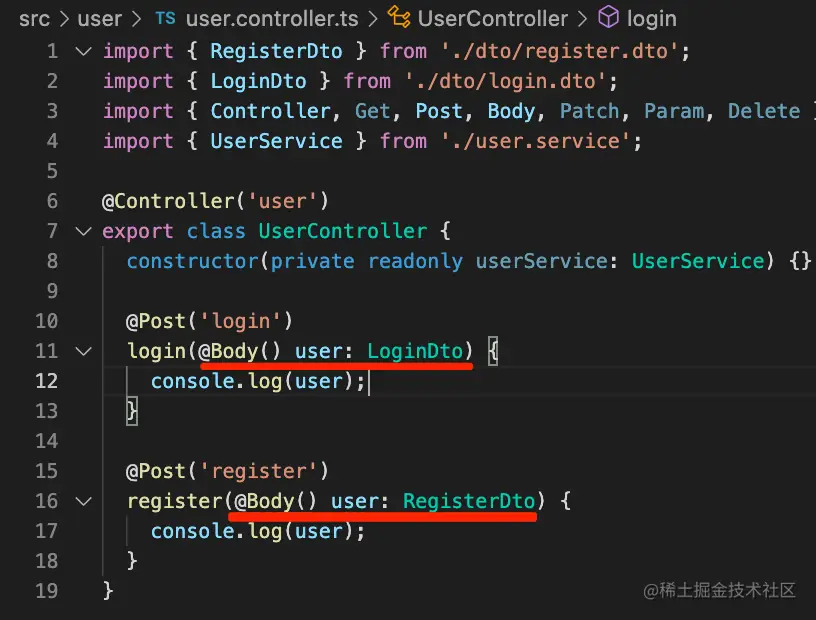 src > user > TS user.controller.ts > UserController > login
1 import { RegisterDto } from './dto/register.dto';
2 import { LoginDto } from './dto/login.dto';
3 import { Controller, Get, Post, Body, Patch, Param, Delete }
4 import { UserService } from './user.service';
5
6 @Controller('user')
7 export class UserController {
8 constructor(private readonly userService: UserService) {}
9
10 @Post('login')
11 login(@Body() user: LoginDto) {
12 console.log(user);
13 }
14
15 @Post('register')
16 register(@Body() user: RegisterDto) {
17 console.log(user);
18 }
19 }
@稀土掘金技术社区